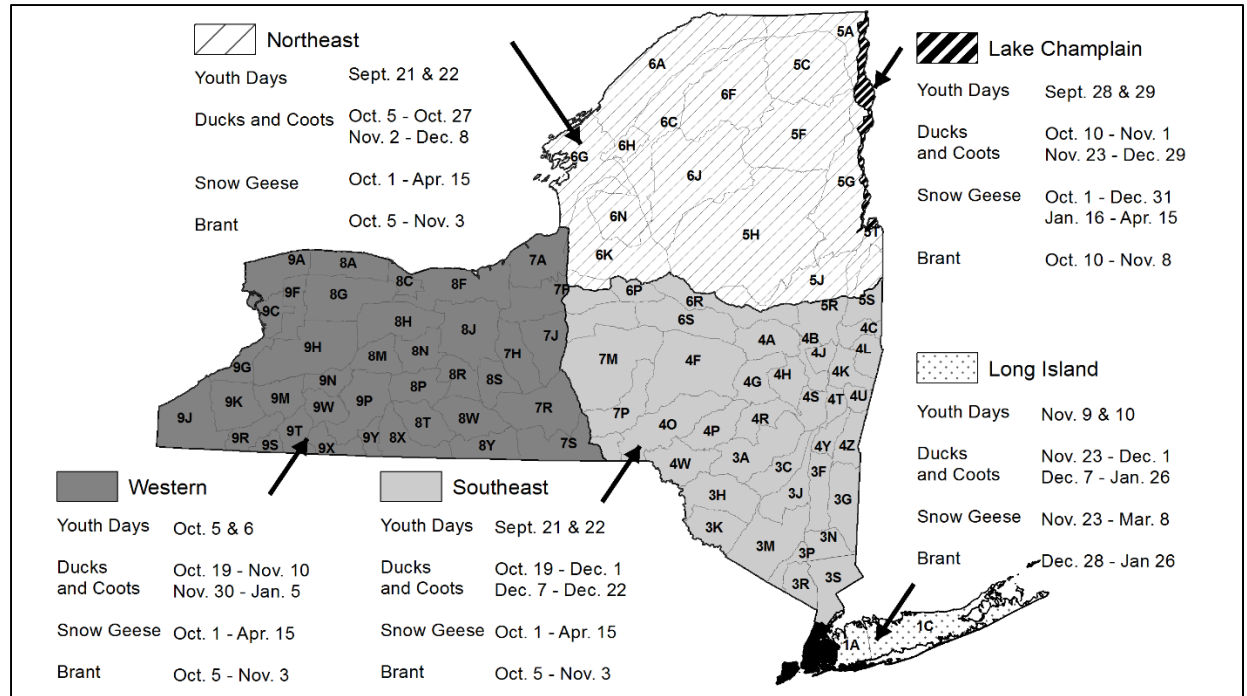 Northeast
Youth Days Sept. 21 & 22
Ducks and Coots Oct. 5 - Oct. 27
Nov. 2 - Dec. 8
Snow Geese Oct. 1 - Apr. 15
Brant Oct. 5 - Nov. 3
Lake Champlain
Youth Days Sept. 28 & 29
Ducks Oct. 10 - Nov. 1
and Coots Nov. 23 - Dec. 29
Snow Geese Oct. 1 - Dec. 31
Jan. 16 - Apr. 15
Brant Oct. 10 - Nov. 8
Long Island
Youth Days Nov. 9 & 10
Ducks Nov. 23 - Dec. 1
and Coots Dec. 7 - Jan. 26
Snow Geese Nov. 23 - Mar. 8
Brant Dec. 28 - Jan 26
Western
Youth Days Oct. 5 & 6
Ducks Oct. 19 - Nov. 10
and Coots Nov. 30 - Jan. 5
Snow Geese Oct. 1 - Apr. 15
Brant Oct. 5 - Nov. 3
Southeast
Youth Days Sept. 21 & 22
Ducks Oct. 19 - Dec. 1
and Coots Dec. 7 - Dec. 22
Snow Geese Oct. 1 - Apr. 15
Brant Oct. 5 - Nov. 3
5A
6A 5C
6F
6C 5F
6H
6G
6J 5G
6N
5H
6K
5J
9A 8A 7A
8C 8F
9F 8G
9C
8H 8J 7J
9H 8M 8N 7H
9G
9N 8P 8R 8S
9K 9M 9W 9P 7R
9J 8T 8W
9R 9S 9T 9X 9Y 8X 8Y 7S
6P 6R 5R 5S
6S
4A 4B 4C
7M 4F 4J 4L
4G 4H 4K
4S 4T 4U
7P 4O 4P 4R
4Y 4Z
4W 3A 3C 3F
3H 3J 3G
3K
3M 3P 3N
3R 3S
1A 1C